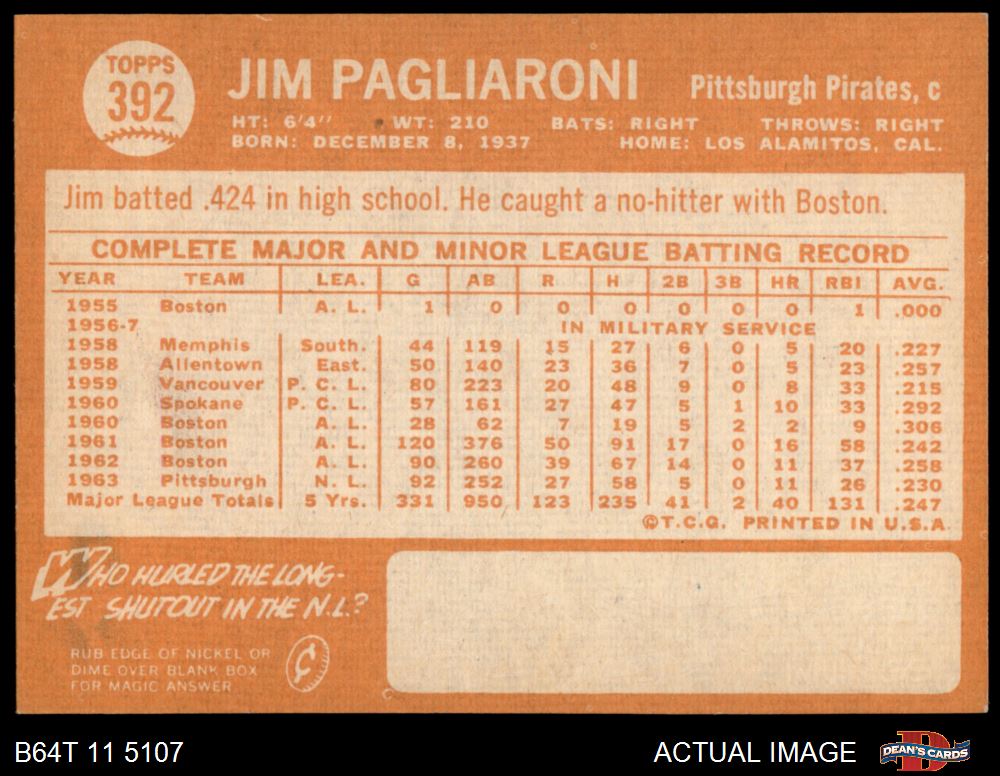 TOPPS
392
JIM PAGLIARONI
Pittsburgh Pirates, c
HT: 6'4'' WT: 210 BATS: RIGHT THROWS: RIGHT
BORN: DECEMBER 8, 1937 HOME: LOS ALAMITOS, CAL.
Jim batted .424 in high school. He caught a no-hitter with Boston.
COMPLETE MAJOR AND MINOR LEAGUE BATTING RECORD
YEAR TEAM LEA. G AB R H 2B 3B HR RBI AVG.
1955 Boston A. L. 1 0 0 0 0 0 0 1 .000
1956-7 IN MILITARY SERVICE
1958 Memphis South. 44 119 15 27 6 0 5 20 .227
1958 Allentown East. 50 140 23 36 7 0 5 23 .257
1959 Vancouver P. C. L. 80 223 20 48 9 0 8 33 .215
1960 Spokane P. C. L. 57 161 27 47 5 1 10 33 .292
1960 Boston A. L. 28 62 7 19 5 2 2 9 .306
1961 Boston A. L. 120 376 50 91 17 0 16 58 .242
1962 Boston A. L. 90 260 39 67 14 0 11 37 .258
1963 Pittsburgh N. L. 92 252 27 58 5 0 11 26 .230
Major League Totals 5 Yrs. 331 950 123 235 41 2 40 131 .247
©T.C.G. PRINTED IN U.S.A.
WHO HURLED THE LONG-
EST SHUTOUT IN THE N.L.?
RUB EDGE OF NICKEL OR
DIME OVER BLANK BOX
FOR MAGIC ANSWER
¢
B64T 11 5107
ACTUAL IMAGE
D
DEAN'S CARDS